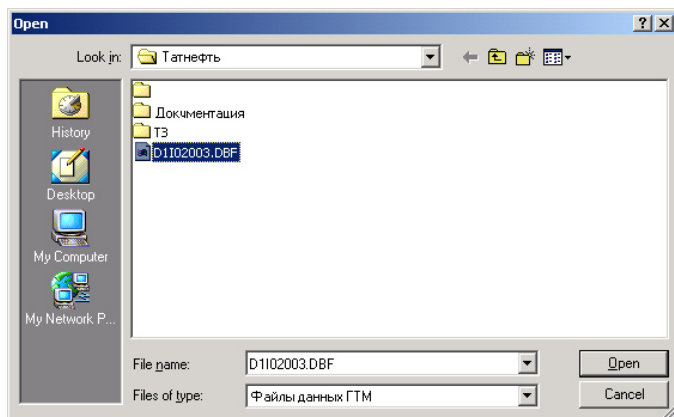 Open
Look in:
Татнефть
History
Desktop
My Computer
My Network P...
Документация
ТЗ
D1I02003.DBF
File name:
D1I02003.DBF
Open
Files of type:
Файлы данных ГТМ
Cancel